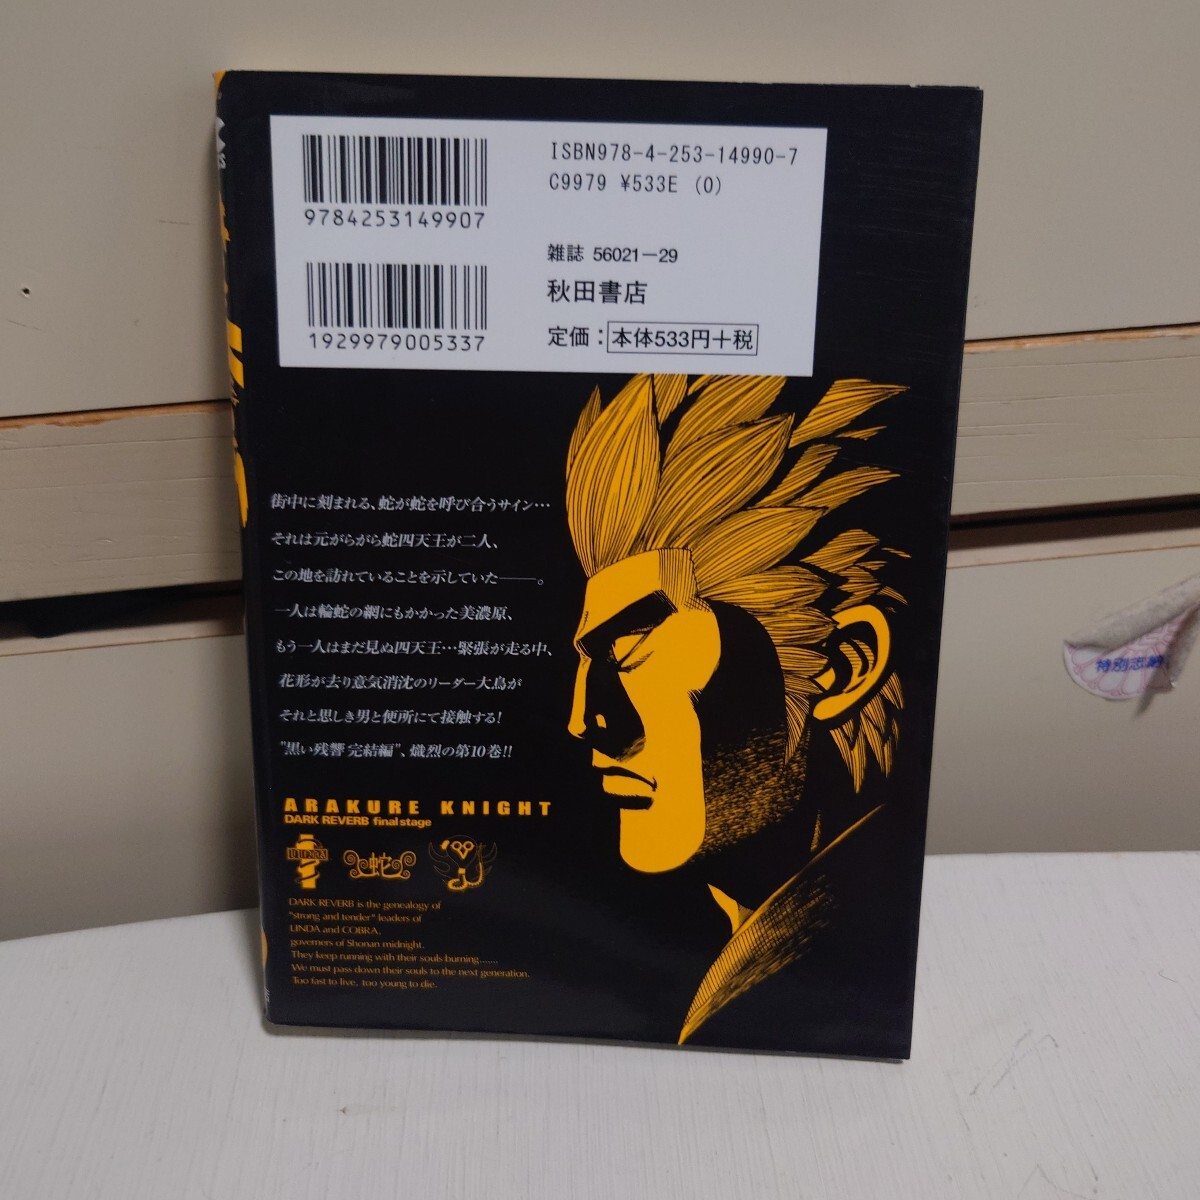 ISBN978-4-253-14990-7
C9979 ¥533E (0)
9784253149907
雑誌 56021-29
秋田書店
1929979005337
定価：本体533円+税
街中に刻まれる、蛇が蛇を呼び合うサイン…
それは元がらがら蛇四天王が二人、
この地を訪れていることを示していた――。
一人は輪蛇の網にもかかった美濃原、
もう一人はまだ見ぬ四天王…緊張が走る中、
花形が去り意気消沈のリーダー大鳥が
それと思しき男と便所にて接触する!
"黒い残響 完結編"、熾烈の第10巻!!
ARAKURE KNIGHT
DARK REVERB final stage
蛇
DARK REVERB is the genealogy of
"strong and tender" leaders of
LINDA and COBRA,
governers of Shonan midnight.
They keep running with their souls burning.......
We must pass down their souls to the next generation.
Too fast to live, too young to die.
特別志納